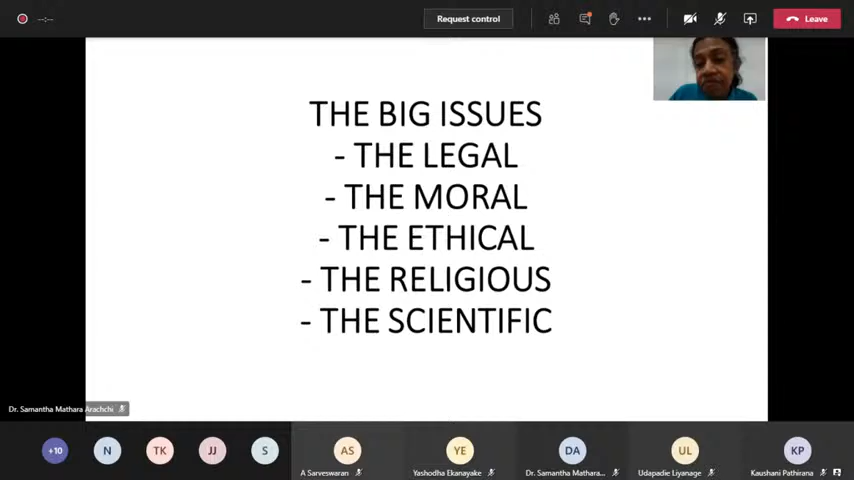 --:--
Request control
Leave
THE BIG ISSUES
- THE LEGAL
- THE MORAL
- THE ETHICAL
- THE RELIGIOUS
- THE SCIENTIFIC
Dr. Samantha Mathara Arachchi
+10
N
TK
JJ
S
AS
YE
DA
UL
KP
A Sarveswaran
Yashodha Ekanayake
Dr. Samantha Mathara...
Udapadie Liyanage
Kaushani Pathirana